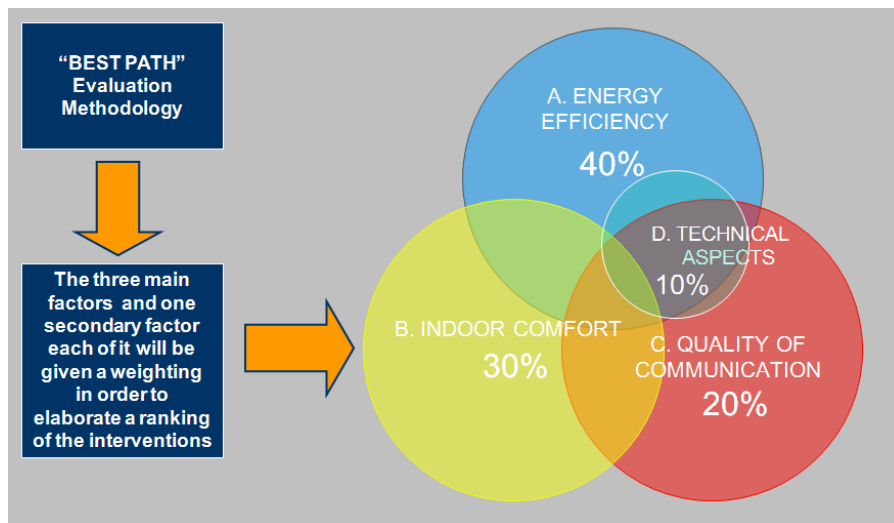 “BEST PATH”
Evaluation
Methodology
The three main
factors and one
secondary factor
each of it will be
given a weighting
in order to
elaborate a ranking
of the interventions
A. ENERGY
EFFICIENCY
40%
D. TECHNICAL
ASPECTS
10%
B. INDOOR COMFORT
30%
C. QUALITY OF
COMMUNICATION
20%